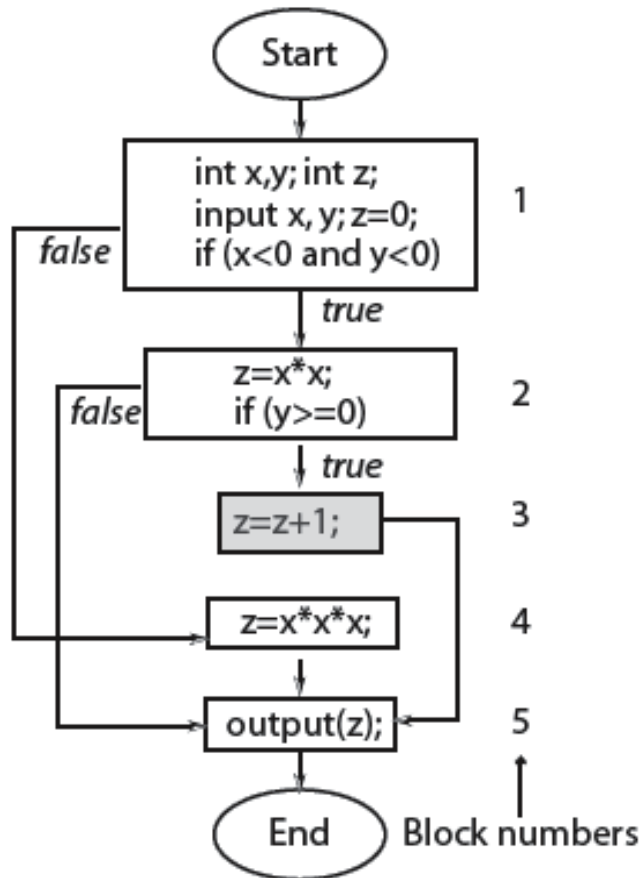 Start
int x,y; int z;
input x, y; z=0;
if (x<0 and y<0)
1
false
true
z=x*x;
if (y>=0)
2
false
true
z=z+1;
3
z=x*x*x;
4
output(z);
5
End
Block numbers